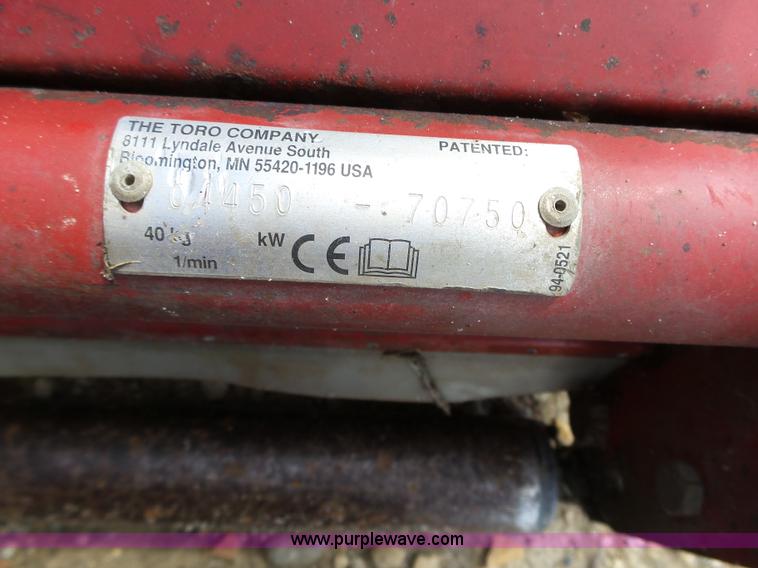 THE TORO COMPANY
8111 Lyndale Avenue South
Bloomington, MN 55420-1196 USA
PATENTED:
- 70750
40 kg
kW
CE
1/min
94-0521
www.purplewave.com